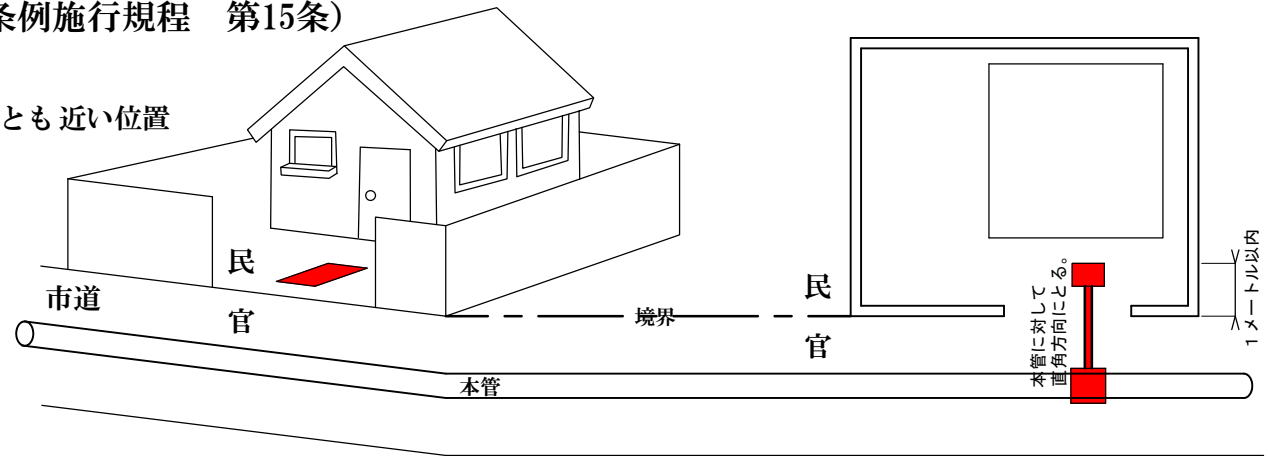 条例施行規程　第15条）
とも 近い位置
民
官
市道
境界
民
官
本管
本管に対して
直角方向にとる。
1メートル以内